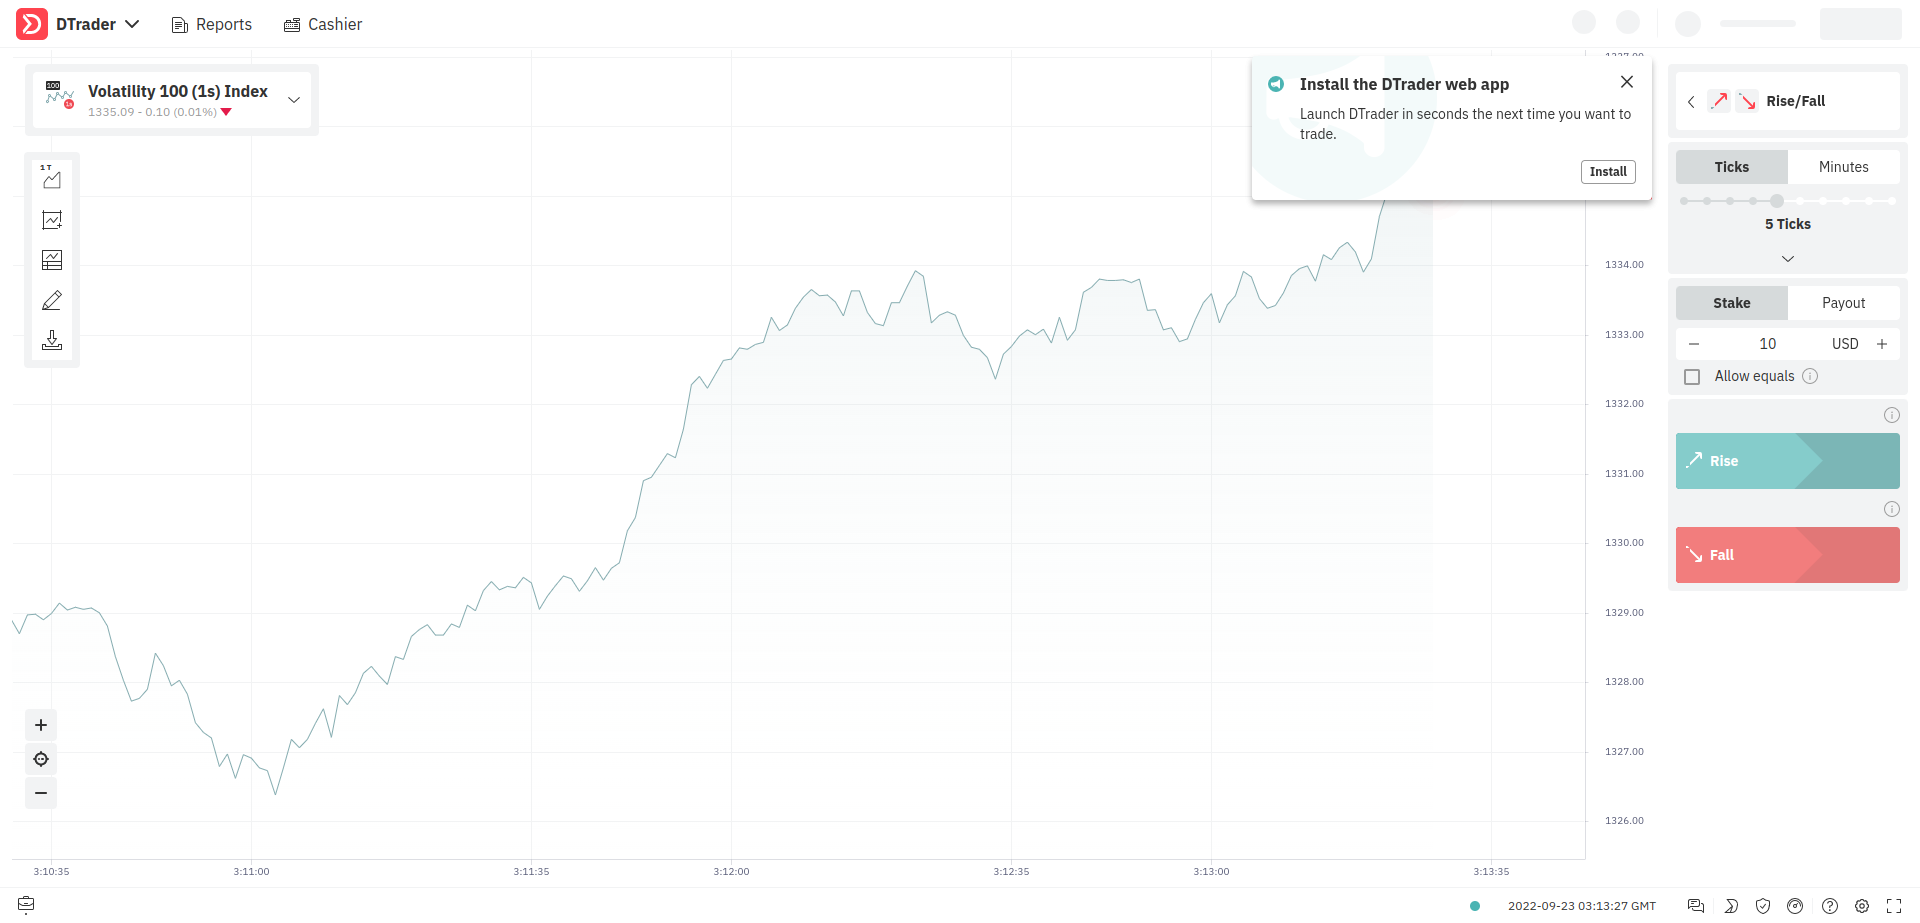 DTrader
Reports
Cashier
100
1s
Volatility 100 (1s) Index
1335.09 - 0.10 (0.01%)
1 T
Install the DTrader web app
Launch DTrader in seconds the next time you want to
trade.
Install
1334.00
1333.00
1332.00
1331.00
1330.00
1329.00
1328.00
1327.00
1326.00
3:10:35
3:11:00
3:11:35
3:12:00
3:12:35
3:13:00
3:13:35
Rise/Fall
Ticks
Minutes
5 Ticks
Stake
Payout
10
USD
Allow equals
Rise
Fall
2022-09-23 03:13:27 GMT